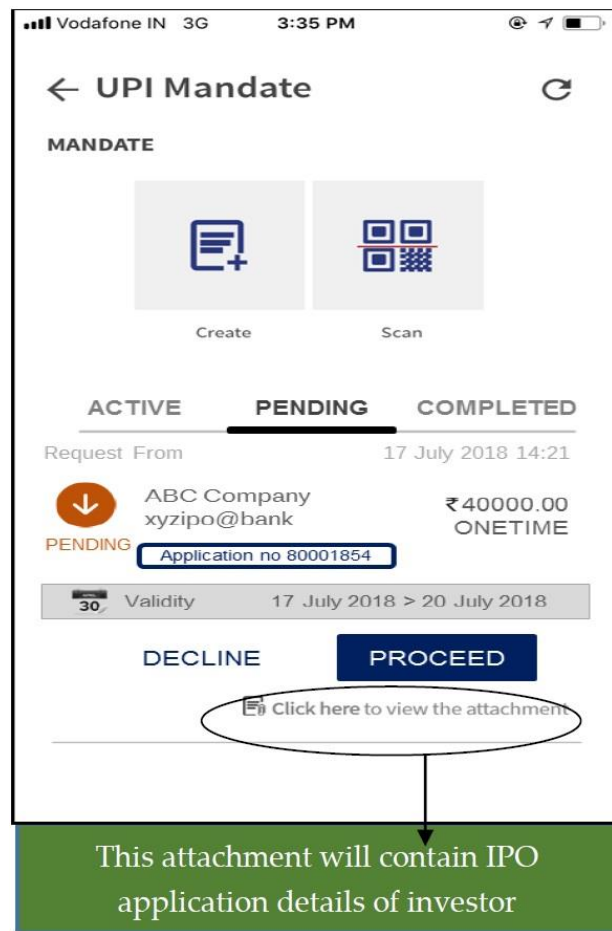 Vodafone IN 3G 3:35 PM
← UPI Mandate
MANDATE
Create Scan
ACTIVE PENDING COMPLETED
Request From 17 July 2018 14:21
ABC Company ₹40000.00
xyzipo@bank ONETIME
PENDING
Application no 80001854
30 Validity 17 July 2018 > 20 July 2018
DECLINE PROCEED
Click here to view the attachment
This attachment will contain IPO
application details of investor